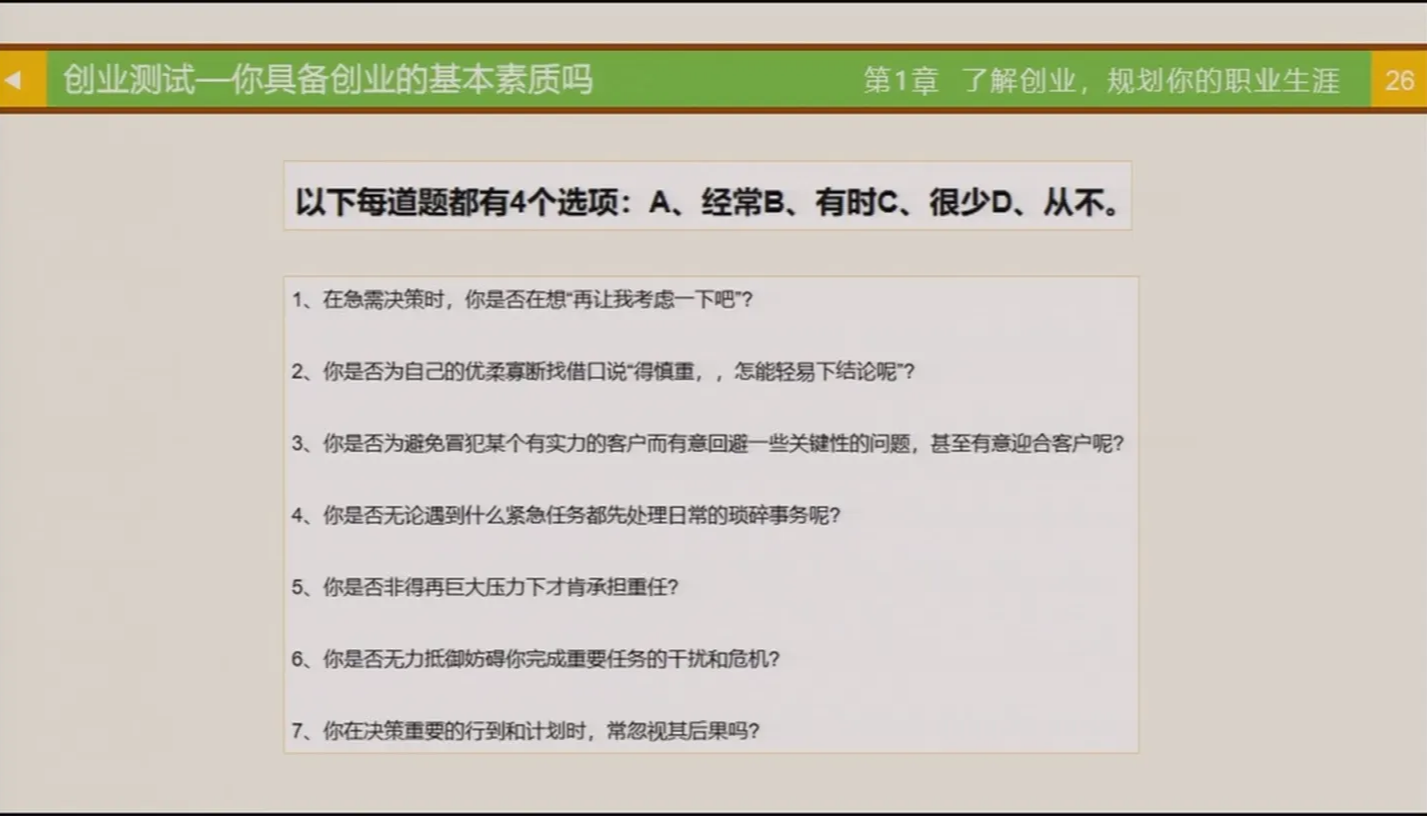 创业测试—你具备创业的基本素质吗
第1章 了解创业，规划你的职业生涯
26
以下每道题都有4个选项：A、经常B、有时C、很少D、从不。
1、在急需决策时，你是否在想“再让我考虑一下吧”?
2、你是否为自己的优柔寡断找借口说“得慎重，，怎能轻易下结论呢”?
3、你是否为避免冒犯某个有实力的客户而有意回避一些关键性的问题，甚至有意迎合客户呢?
4、你是否无论遇到什么紧急任务都先处理日常的琐碎事务呢?
5、你是否非得再巨大压力下才肯承担重任?
6、你是否无力抵御妨碍你完成重要任务的干扰和危机?
7、你在决策重要的行到和计划时，常忽视其后果吗?